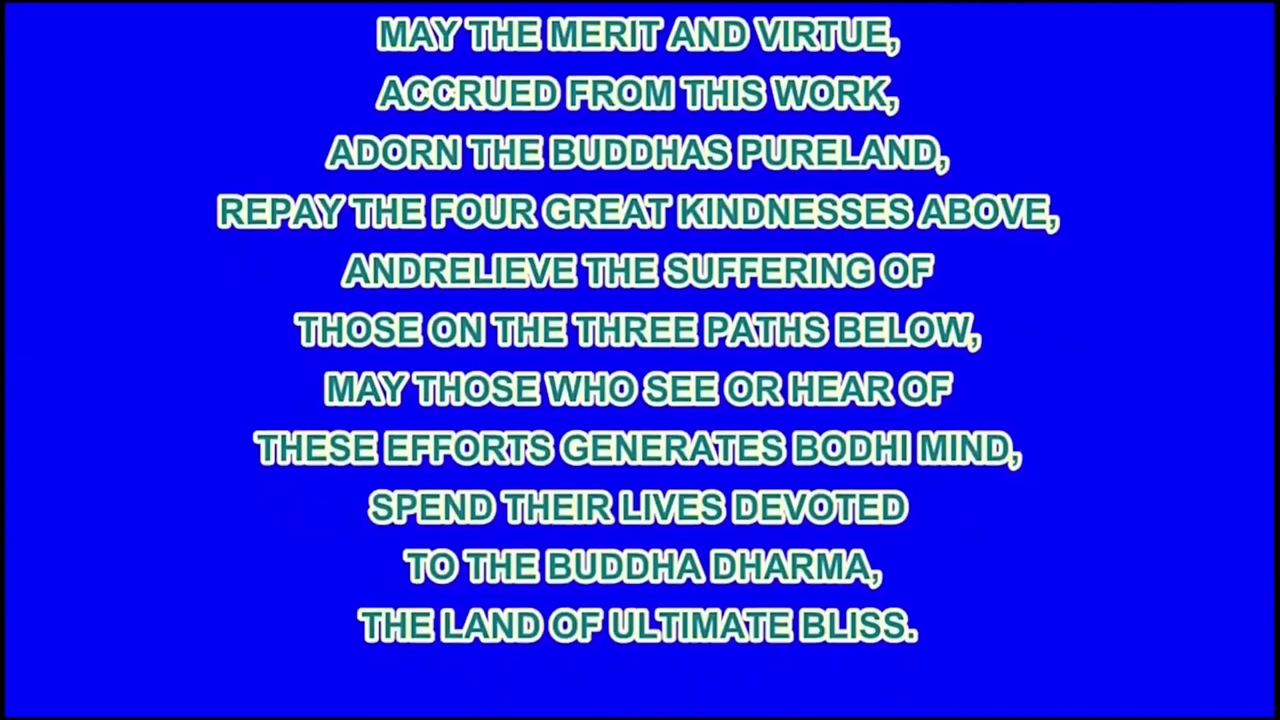 MAY THE MERIT AND VIRTUE,
ACCRUED FROM THIS WORK,
ADORN THE BUDDHAS PURELAND,
REPAY THE FOUR GREAT KINDNESSES ABOVE,
ANDRELIEVE THE SUFFERING OF
THOSE ON THE THREE PATHS BELOW,
MAY THOSE WHO SEE OR HEAR OF
THESE EFFORTS GENERATES BODHI MIND,
SPEND THEIR LIVES DEVOTED
TO THE BUDDHA DHARMA,
THE LAND OF ULTIMATE BLISS.